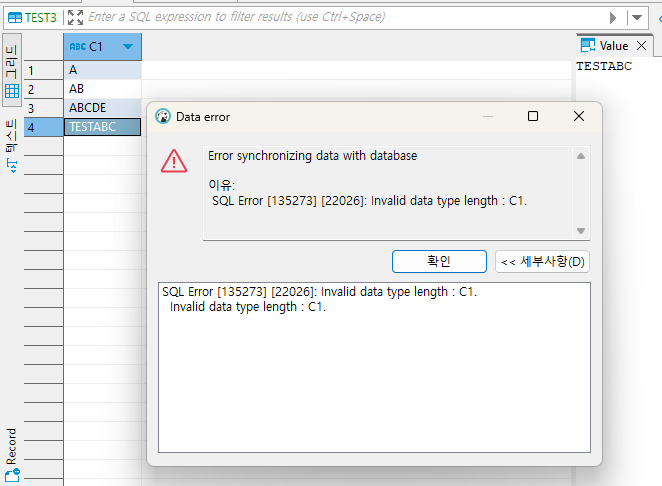 TEST3 Enter a SQL expression to filter results (use Ctrl+Space)
그리드
텍스트
Record
ABC C1
1 A
2 AB
3 ABCDE
4 TESTABC
Value
TESTABC
Data error
Error synchronizing data with database
이유:
SQL Error [135273] [22026]: Invalid data type length : C1.
확인
<< 세부사항(D)
SQL Error [135273] [22026]: Invalid data type length : C1.
Invalid data type length : C1.